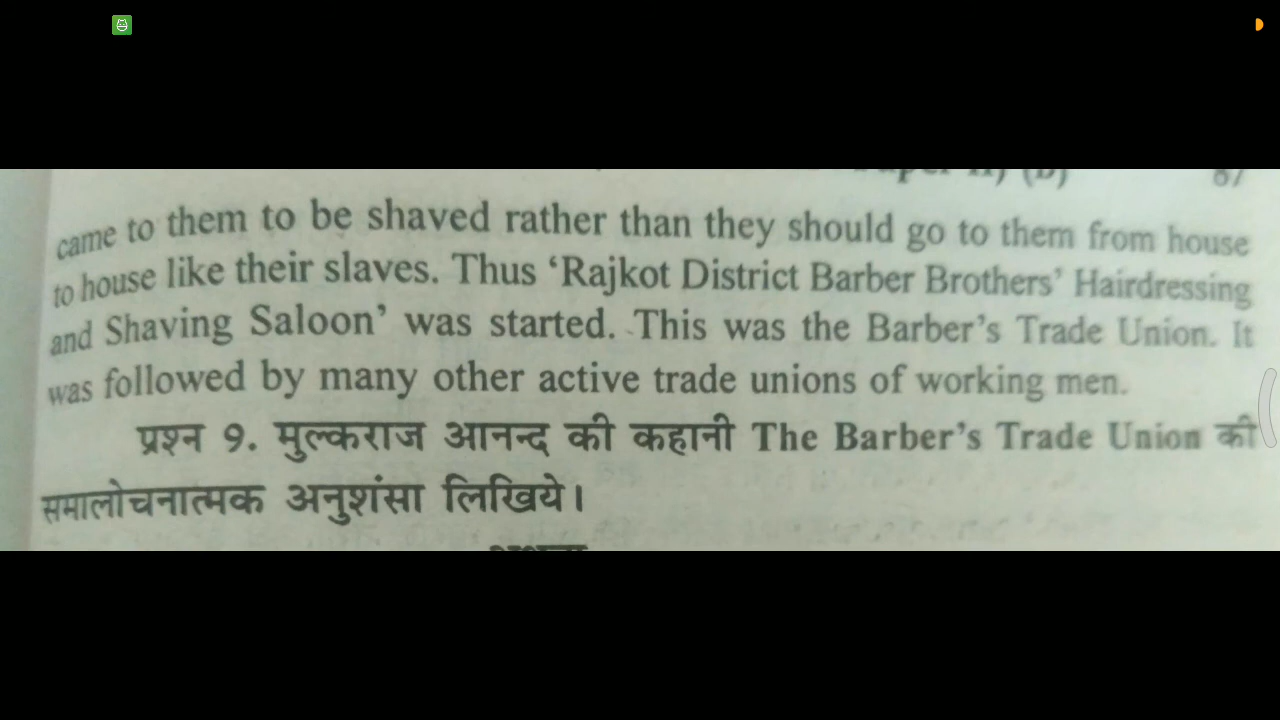 came to them to be shaved rather than they should go to them from house
to house like their slaves. Thus ‘Rajkot District Barber Brothers’ Hairdressing
and Shaving Saloon’ was started. This was the Barber’s Trade Union. It
was followed by many other active trade unions of working men.
प्रश्न 9. मुल्कराज आनन्द की कहानी The Barber’s Trade Union की
समालोचनात्मक अनुशंसा लिखिये।